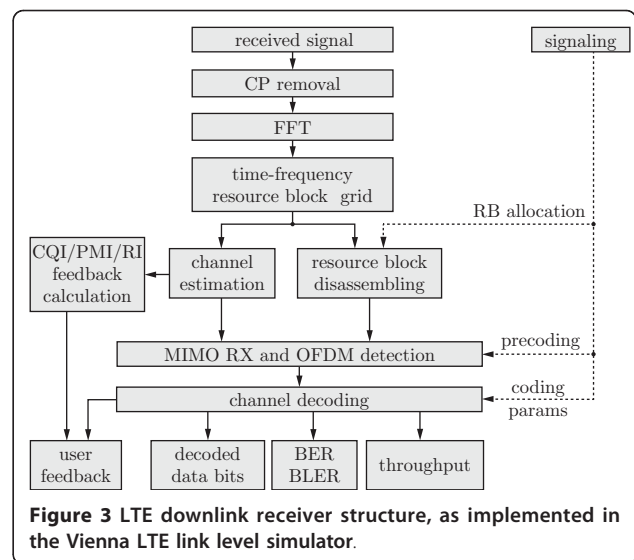 received signal
signaling
CP removal
FFT
time-frequency
resource block grid
RB allocation
CQI/PMI/RI
feedback
calculation
channel
estimation
resource block
disassembling
precoding
MIMO RX and OFDM detection
coding
params
channel decoding
user
feedback
decoded
data bits
BER
BLER
throughput
Figure 3 LTE downlink receiver structure, as implemented in
the Vienna LTE link level simulator.